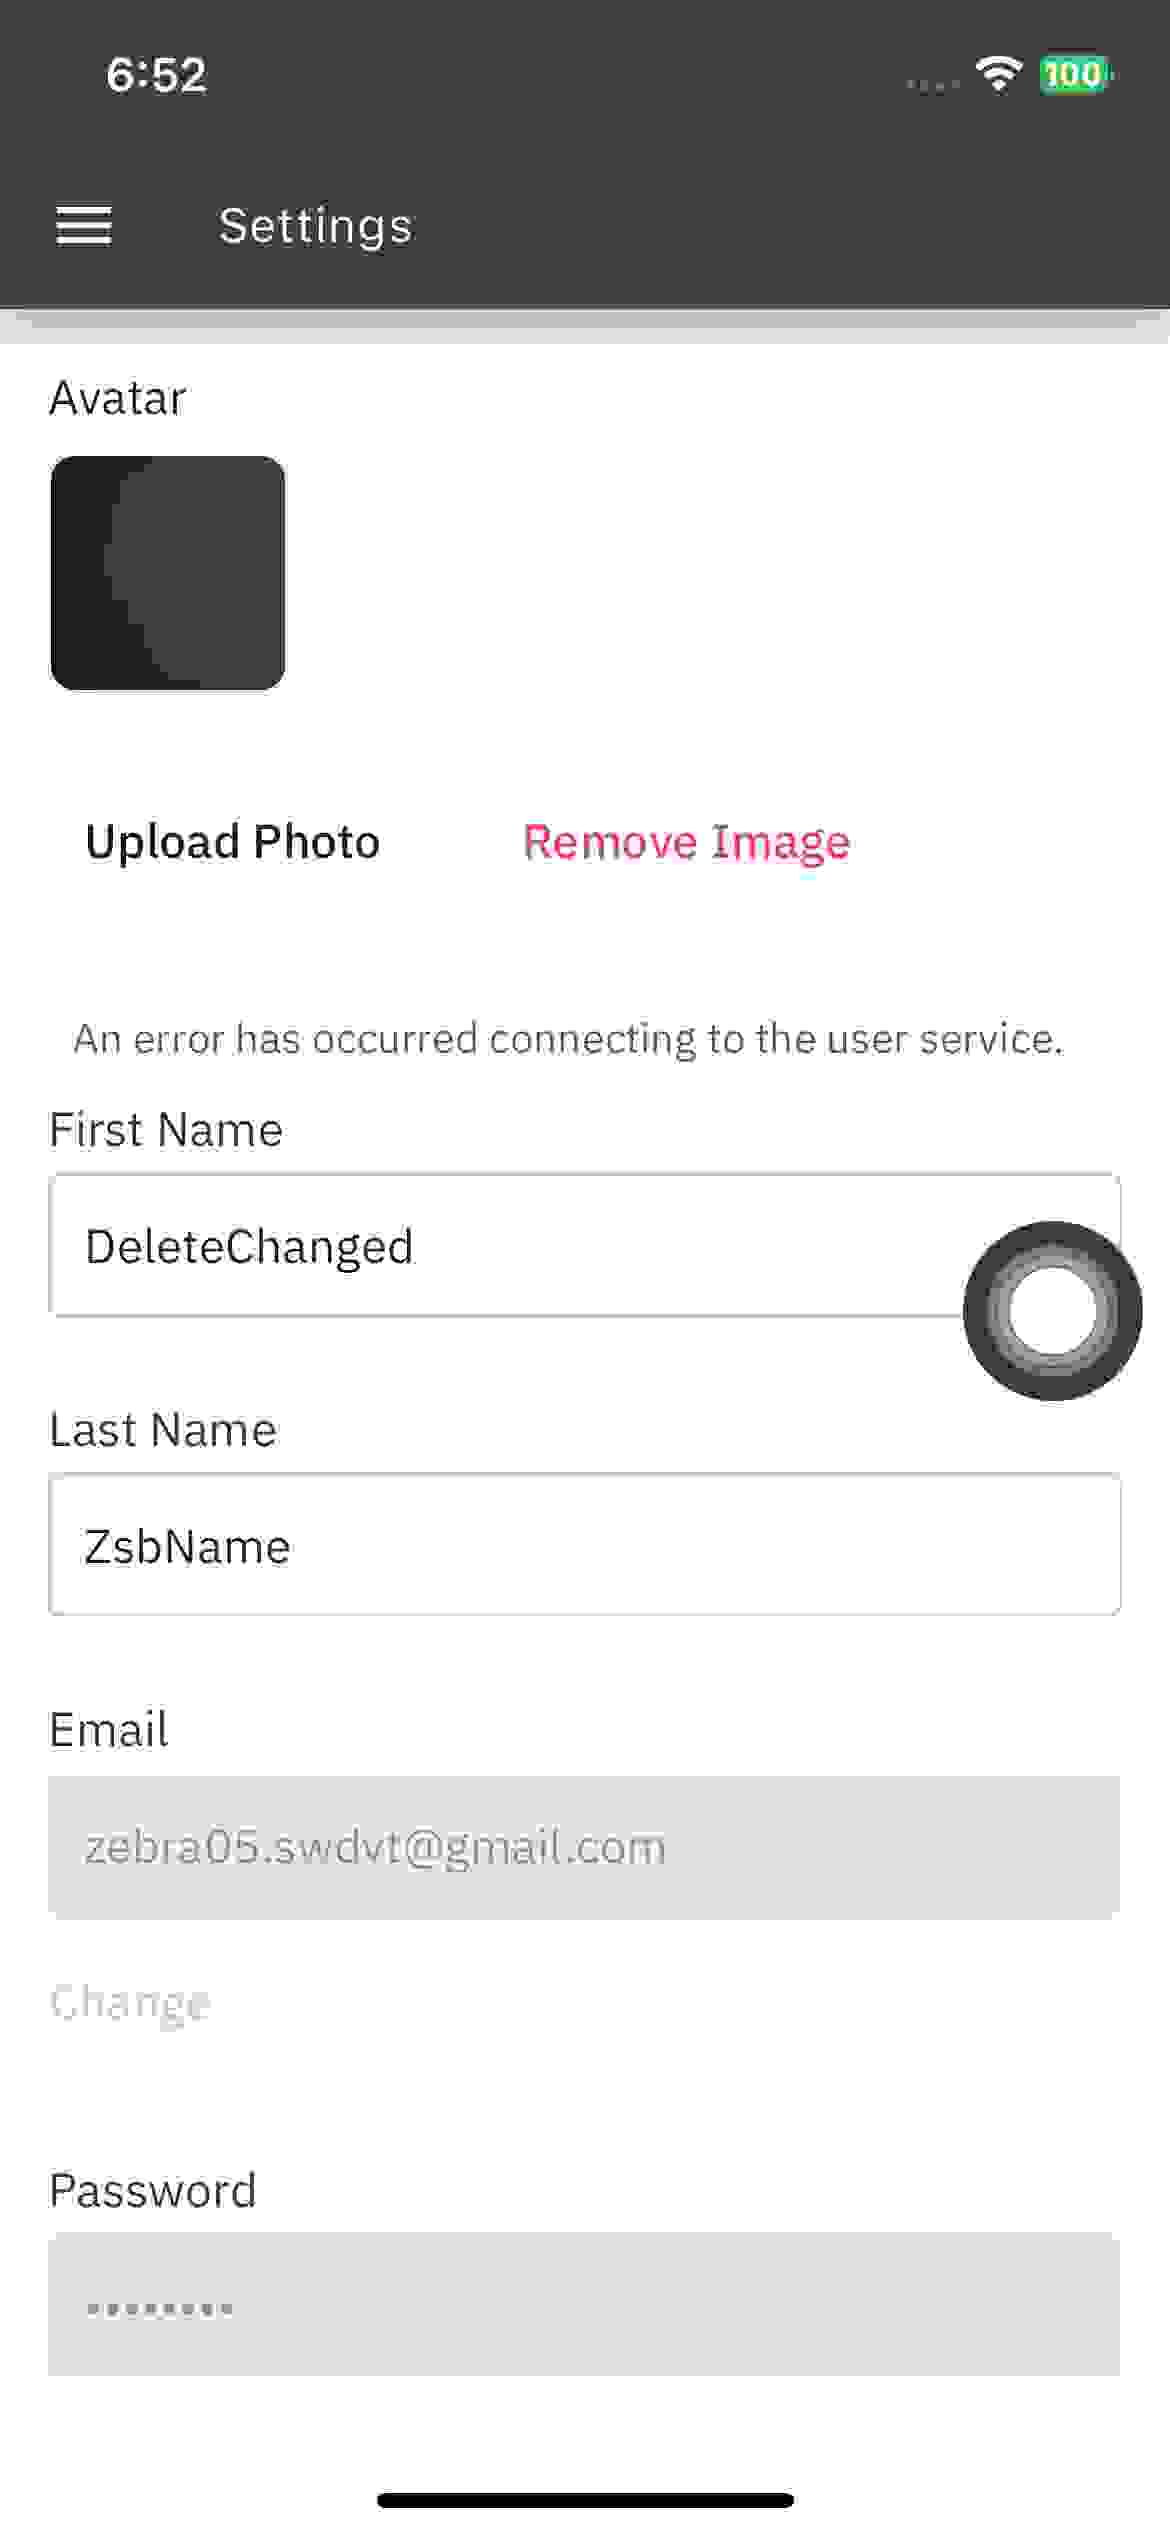 6:52
100
Settings
Avatar
Upload Photo
Remove Image
An error has occurred connecting to the user service.
First Name
DeleteChanged
Last Name
ZsbName
Email
zebra05.swdvt@gmail.com
Change
Password
••••••••